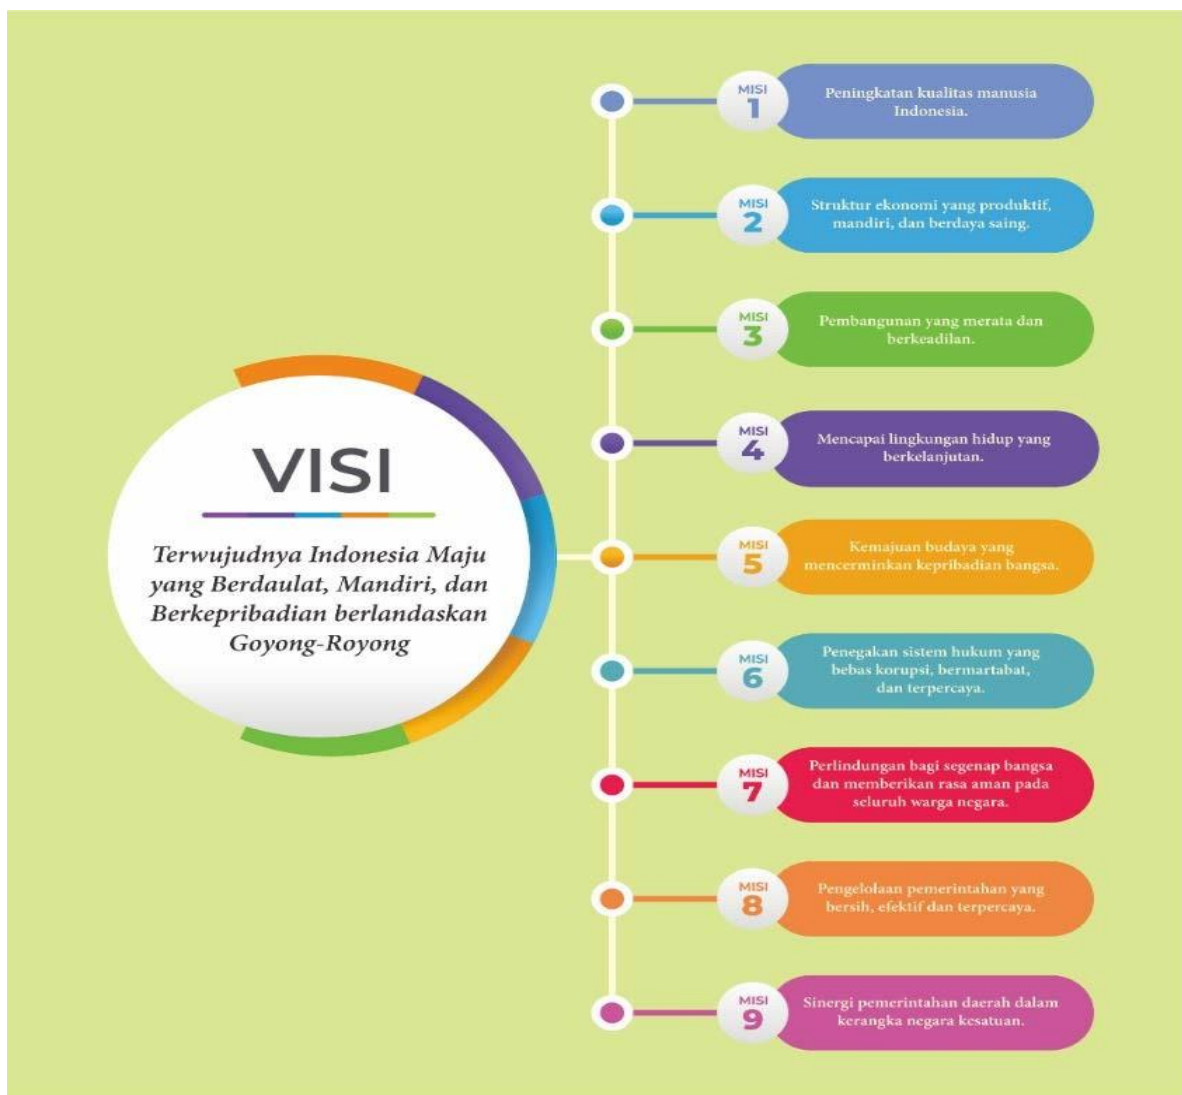 VISI
Terwujudnya Indonesia Maju
yang Berdaulat, Mandiri, dan
Berkepribadian berlandaskan
Goyong-Royong
MISI
1
Peningkatan kualitas manusia
Indonesia.
MISI
2
Struktur ekonomi yang produktif,
mandiri, dan berdaya saing.
MISI
3
Pembangunan yang merata dan
berkeadilan.
MISI
4
Mencapai lingkungan hidup yang
berkelanjutan.
MISI
5
Kemajuan budaya yang
mencerminkan kepribadian bangsa.
MISI
6
Penegakan sistem hukum yang
bebas korupsi, bermartabat,
dan terpercaya.
MISI
7
Perlindungan bagi segenap bangsa
dan memberikan rasa aman pada
seluruh warga negara.
MISI
8
Pengelolaan pemerintahan yang
bersih, efektif dan terpercaya.
MISI
9
Sinergi pemerintahan daerah dalam
kerangka negara kesatuan.